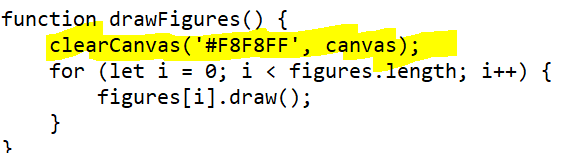 function drawFigures() {
    clearCanvas('#F8F8FF', canvas);
    for (let i = 0; i < figures.length; i++) {
        figures[i].draw();
    }
}